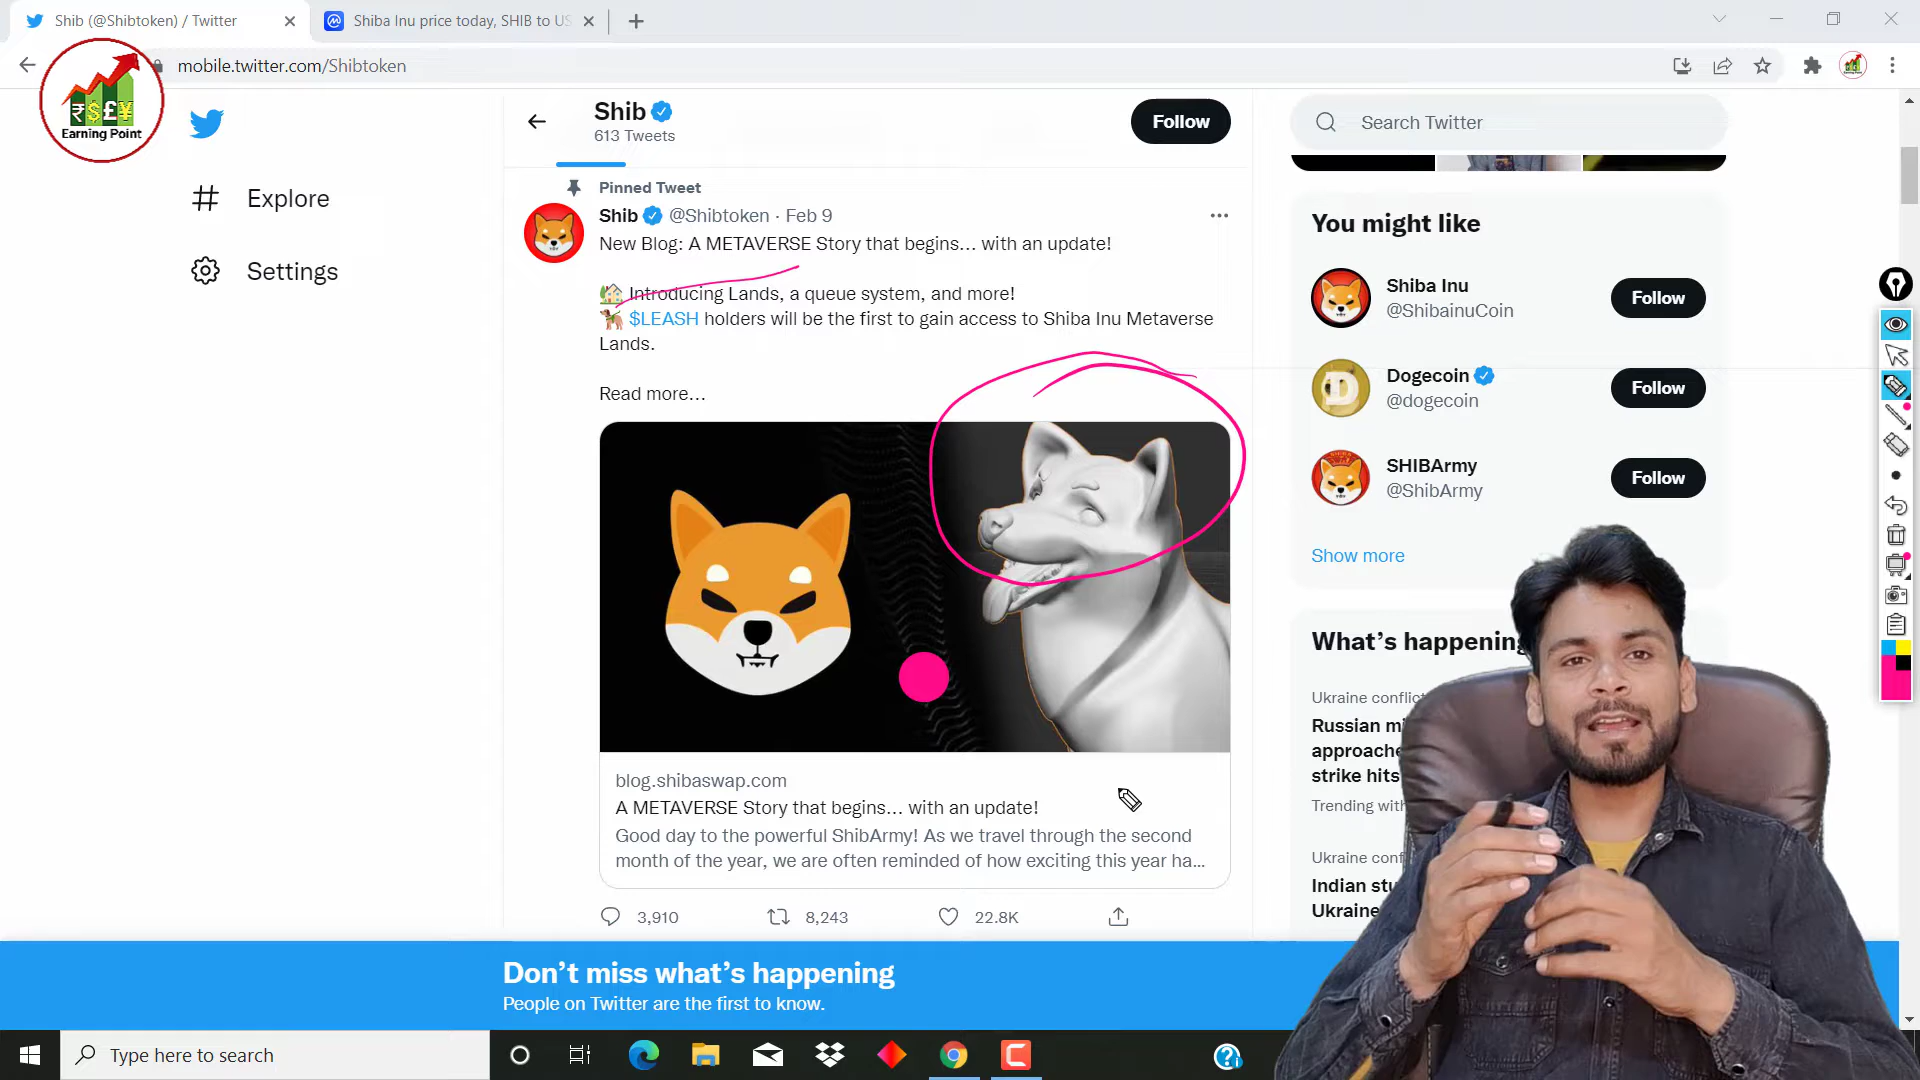 Shib (@Shibtoken) / Twitter
Shiba Inu price today, SHIB to US
mobile.twitter.com/Shibtoken
₹$£¥
Earning Point
Explore
Settings
Shib
613 Tweets
Follow
Pinned Tweet
Shib @Shibtoken · Feb 9
New Blog: A METAVERSE Story that begins... with an update!
Introducing Lands, a queue system, and more!
$LEASH holders will be the first to gain access to Shiba Inu Metaverse
Lands.
Read more...
blog.shibaswap.com
A METAVERSE Story that begins... with an update!
Good day to the powerful ShibArmy! As we travel through the second
month of the year, we are often reminded of how exciting this year ha...
3,910
8,243
22.8K
Search Twitter
You might like
Shiba Inu
@ShibainuCoin
Follow
Dogecoin
@dogecoin
Follow
SHIBArmy
@ShibArmy
Follow
Show more
What's happening
Ukraine conflict
Russian mi
approache
strike hits
Trending with
Ukraine conf
Indian stu
Ukraine
Don't miss what's happening
People on Twitter are the first to know.
Type here to search